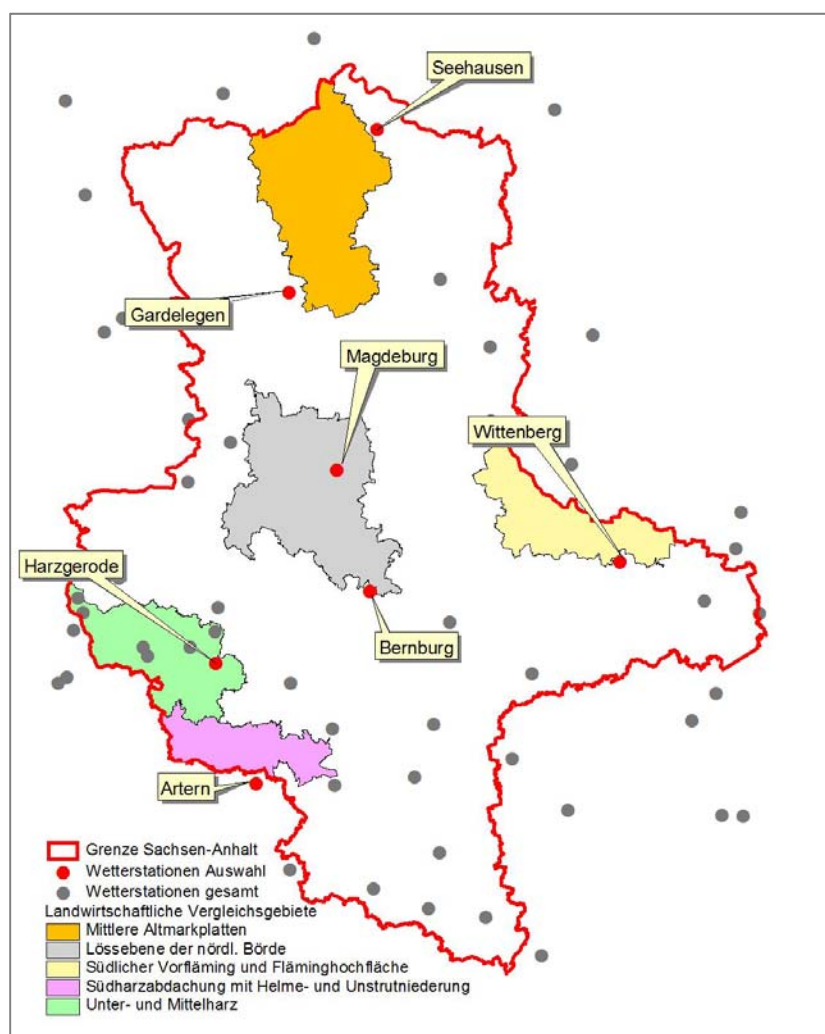 Seehausen
Gardelegen
Magdeburg
Wittenberg
Harzgerode
Bernburg
Artern
Grenze Sachsen-Anhalt
Wetterstationen Auswahl
Wetterstationen gesamt
Landwirtschaftliche Vergleichsgebiete
Mittlere Altmarkplatten
Lössebene der nördl. Börde
Südlicher Vorfläming und Fläminghochfläche
Südharzabdachung mit Helme- und Unstrutniederung
Unter- und Mittelharz